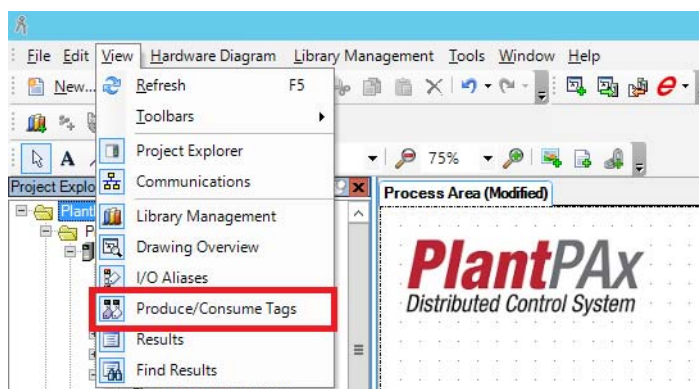 File Edit View Hardware Diagram Library Management Tools Window Help
New...
Refresh F5
Toolbars
Project Explorer
Communications
Library Management
Drawing Overview
I/O Aliases
Produce/Consume Tags
Results
Find Results
A
75%
Project Explo
Process Area (Modified)
PlantPAx
Distributed Control System